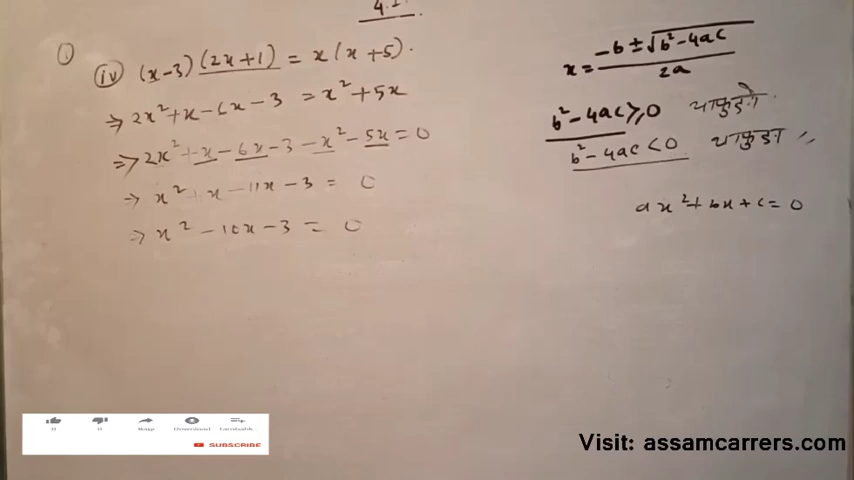 4.1
① (iv) (x-3)(2x+1) = x(x+5).
⇒ 2x²+x-6x-3 = x²+5x
⇒ 2x²+x-6x-3-x²-5x=0
⇒ x²+x-11x-3 = 0
⇒ x²-10x-3 = 0
x = (-b ± √(b²-4ac))/2a
b²-4ac≥0
b²-4ac<0
ax²+bx+c=0
Download
SUBSCRIBE
Visit: assamcarrers.com